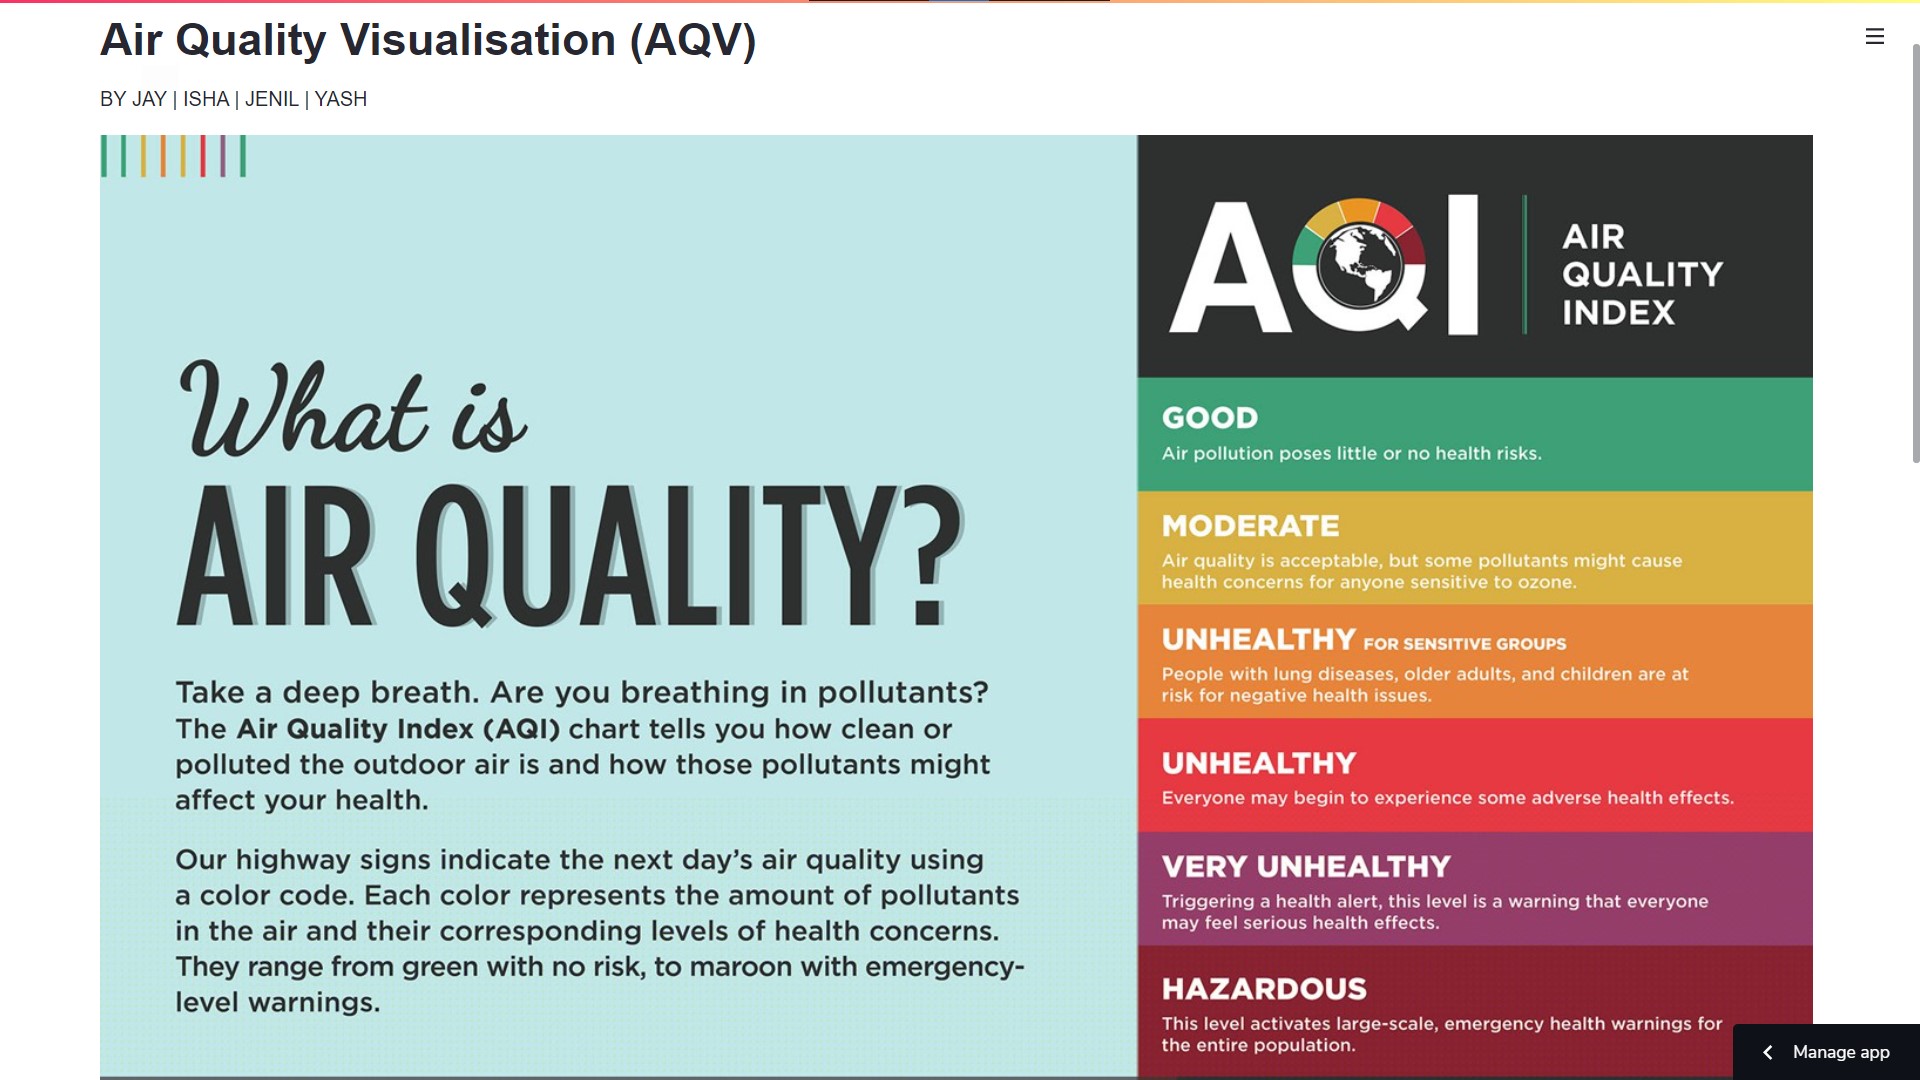 Air Quality Visualisation (AQV)
BY JAY | ISHA | JENIL | YASH
What is
AIR QUALITY?
Take a deep breath. Are you breathing in pollutants?
The Air Quality Index (AQI) chart tells you how clean or
polluted the outdoor air is and how those pollutants might
affect your health.
Our highway signs indicate the next day’s air quality using
a color code. Each color represents the amount of pollutants
in the air and their corresponding levels of health concerns.
They range from green with no risk, to maroon with emergency-
level warnings.
AQI
AIR
QUALITY
INDEX
GOOD
Air pollution poses little or no health risks.
MODERATE
Air quality is acceptable, but some pollutants might cause
health concerns for anyone sensitive to ozone.
UNHEALTHY FOR SENSITIVE GROUPS
People with lung diseases, older adults, and children are at
risk for negative health issues.
UNHEALTHY
Everyone may begin to experience some adverse health effects.
VERY UNHEALTHY
Triggering a health alert, this level is a warning that everyone
may feel serious health effects.
HAZARDOUS
This level activates large-scale, emergency health warnings for
the entire population.
Manage app